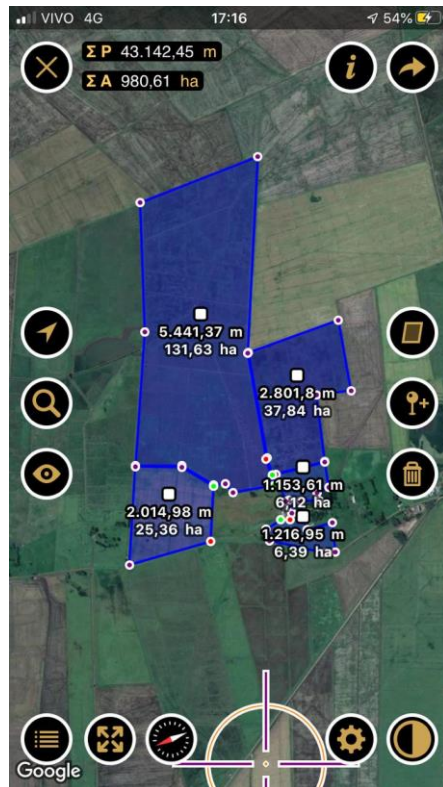 VIVO 4G 17:16 54%
Σ P 43.142,45 m
Σ A 980,61 ha
i
5.441,37 m
131,63 ha
2.801,8 m
37,84 ha
1.153,61 m
6,12 ha
2.014,98 m
25,36 ha
1.216,95 m
6,39 ha
Google